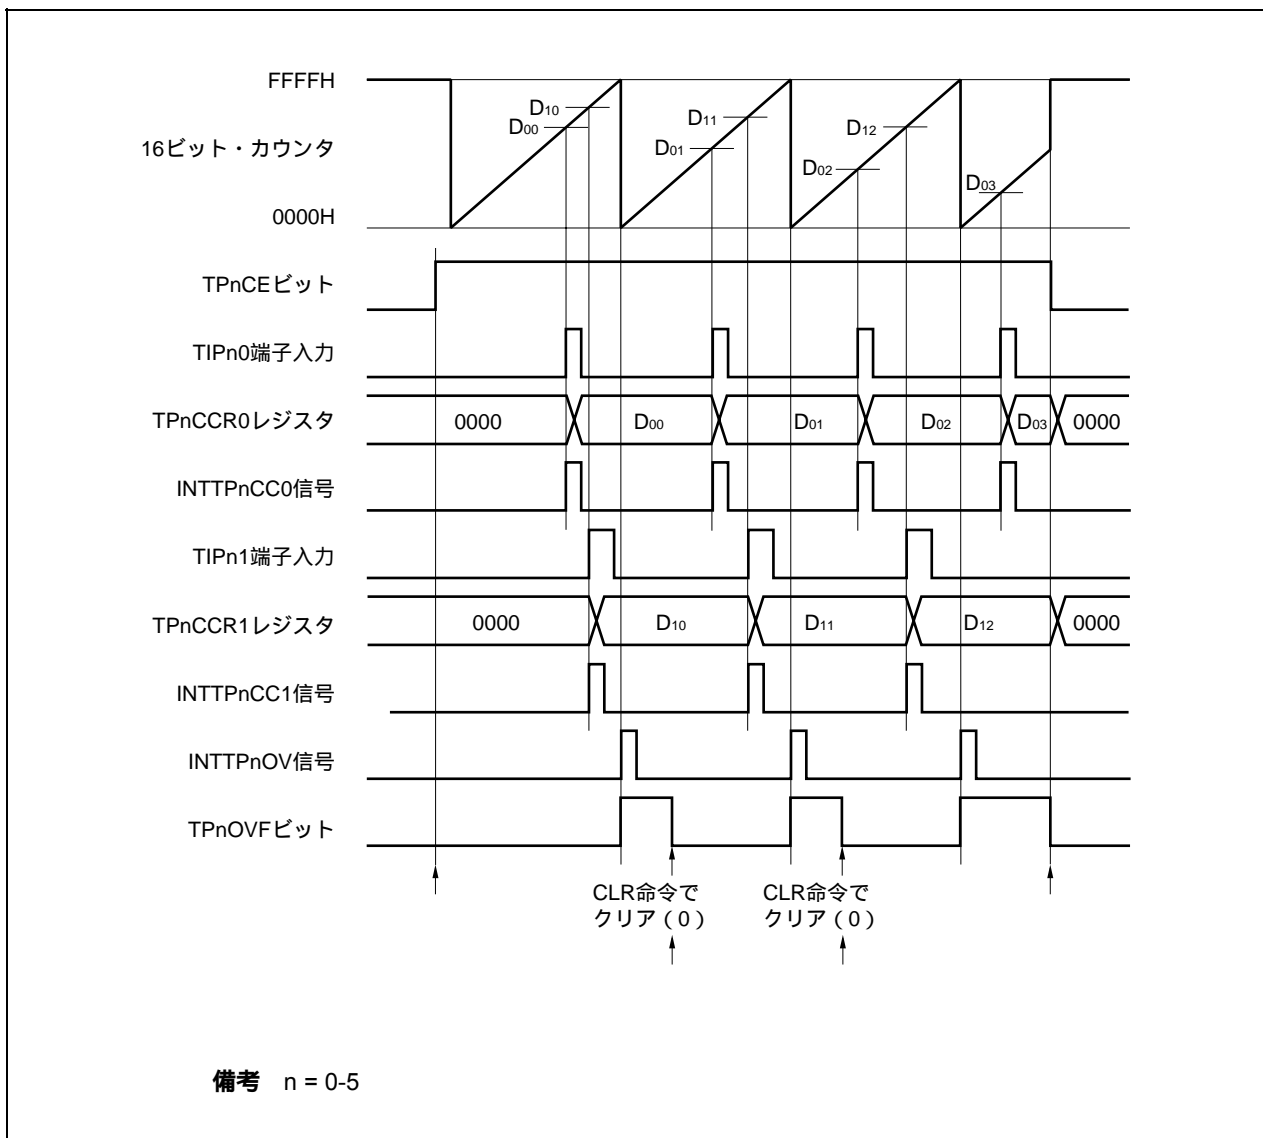 FFFFH
D10
D00
D11
D01
D12
D02
D03
16ビット・カウンタ
0000H
TPnCEビット
TIPn0端子入力
TPnCCR0レジスタ
0000 D00 D01 D02 D03 0000
INTTPnCC0信号
TIPn1端子入力
TPnCCR1レジスタ
0000 D10 D11 D12 0000
INTTPnCC1信号
INTTPnOV信号
TPnOVFビット
CLR命令で
クリア(0)
CLR命令で
クリア(0)
備考 n = 0-5